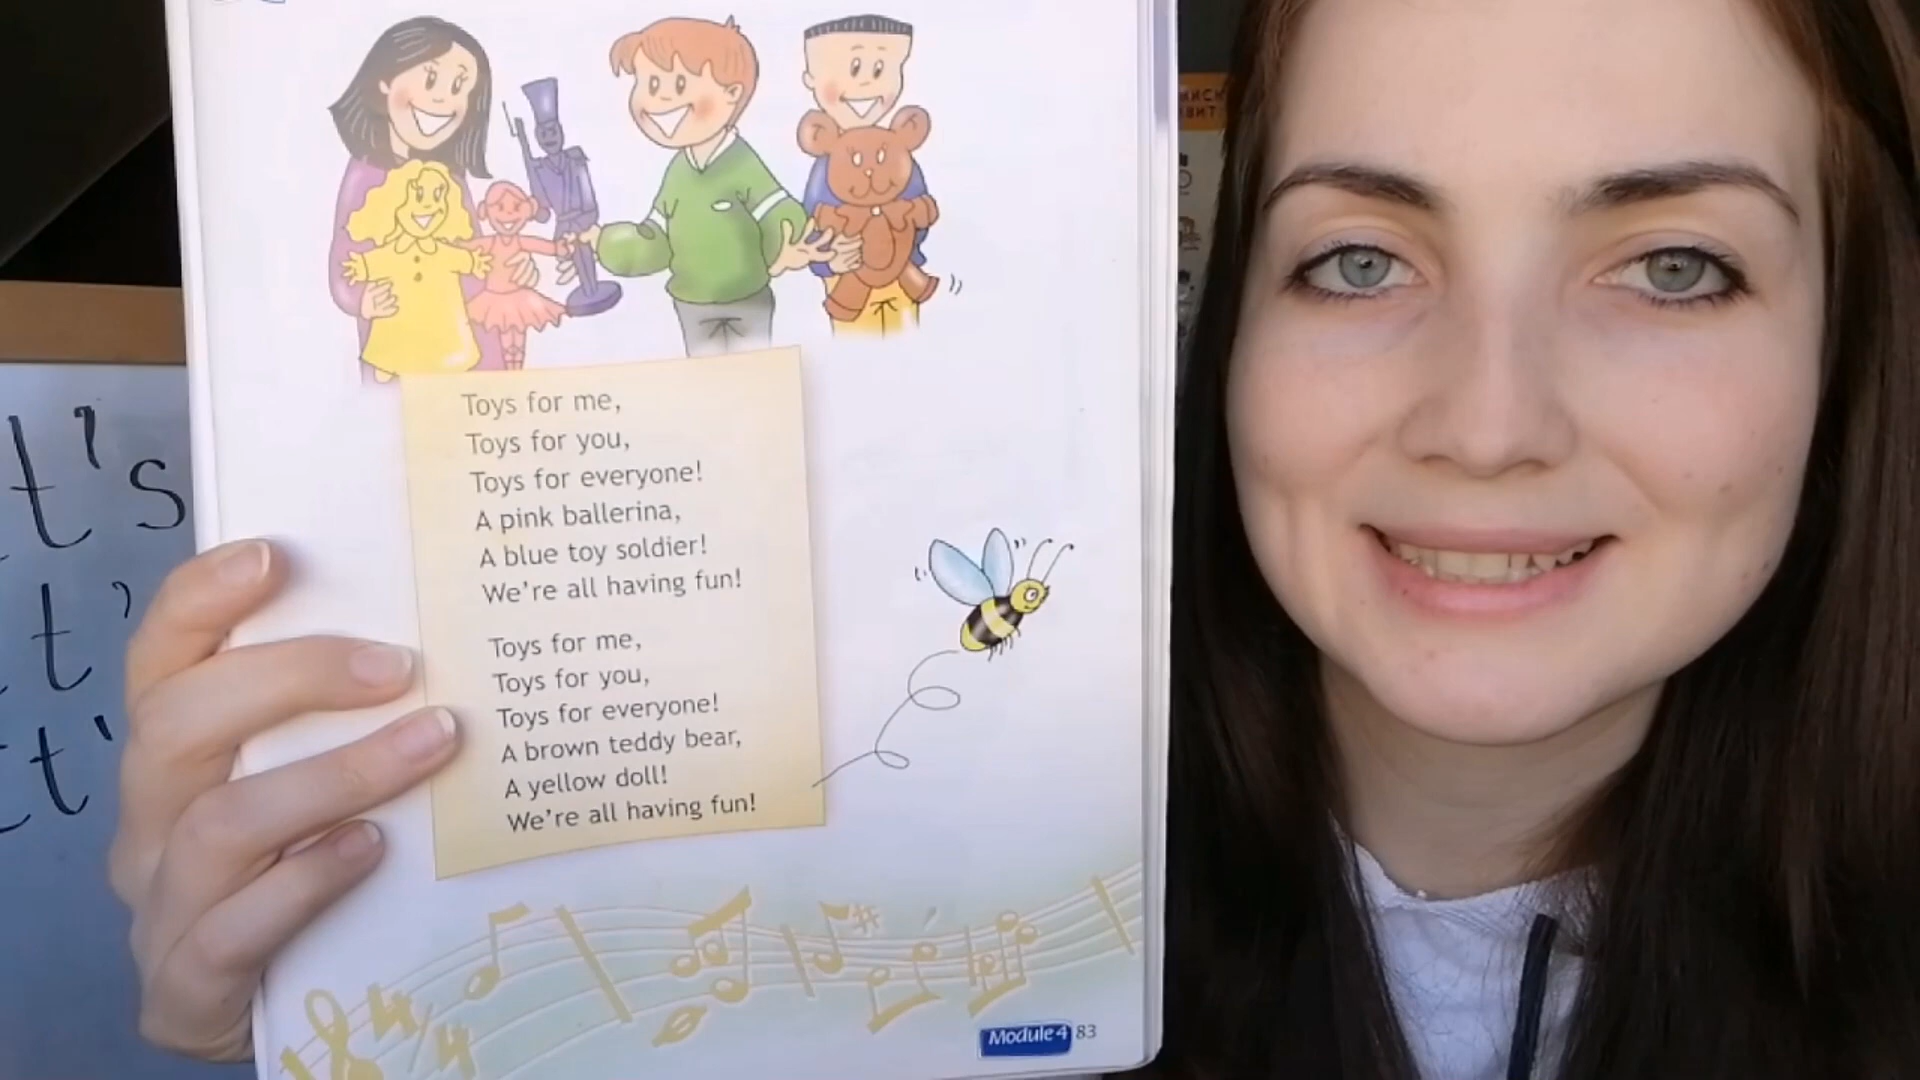 Toys for me,
Toys for you,
Toys for everyone!
A pink ballerina,
A blue toy soldier!
We're all having fun!
Toys for me,
Toys for you,
Toys for everyone!
A brown teddy bear,
A yellow doll!
We're all having fun!
Module 4 83
t's
t'
t'